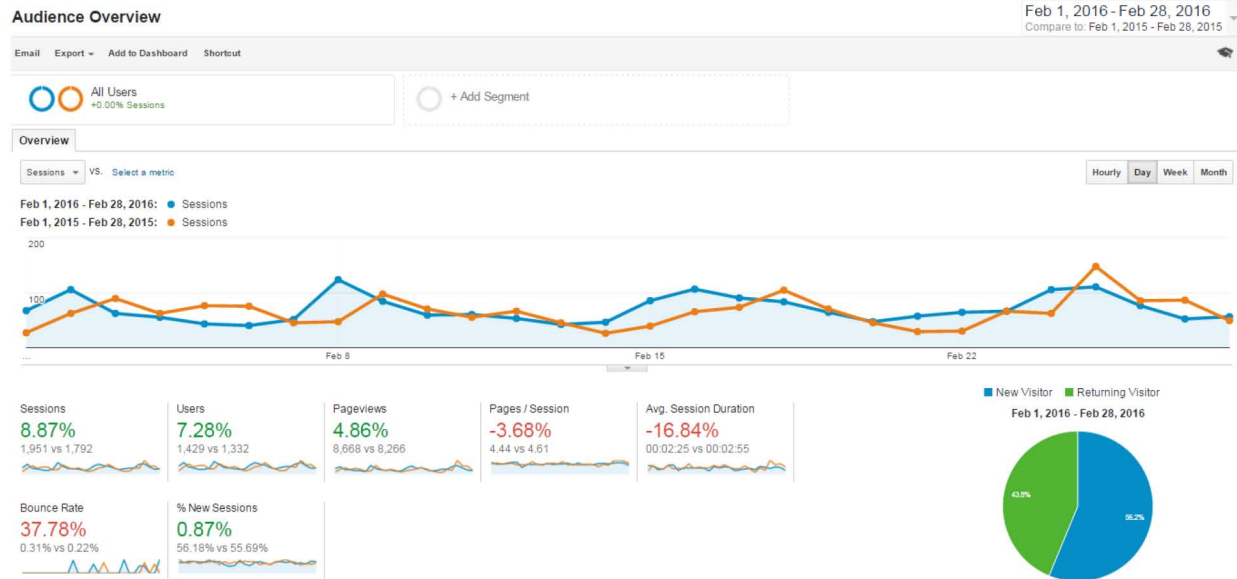 Audience Overview
Feb 1, 2016 - Feb 28, 2016
Compare to: Feb 1, 2015 - Feb 28, 2015
Email Export Add to Dashboard Shortcut
All Users
+0.00% Sessions
+ Add Segment
Overview
Sessions VS. Select a metric
Hourly Day Week Month
Feb 1, 2016 - Feb 28, 2016: Sessions
Feb 1, 2015 - Feb 28, 2015: Sessions
200
100
... Feb 8 Feb 15 Feb 22
Sessions
8.87%
1,951 vs 1,792
Users
7.28%
1,429 vs 1,332
Pageviews
4.86%
8,668 vs 8,266
Pages / Session
-3.68%
4.44 vs 4.61
Avg. Session Duration
-16.84%
00:02:25 vs 00:02:55
Bounce Rate
37.78%
0.31% vs 0.22%
% New Sessions
0.87%
56.18% vs 55.69%
New Visitor Returning Visitor
Feb 1, 2016 - Feb 28, 2016
43.8%
56.2%